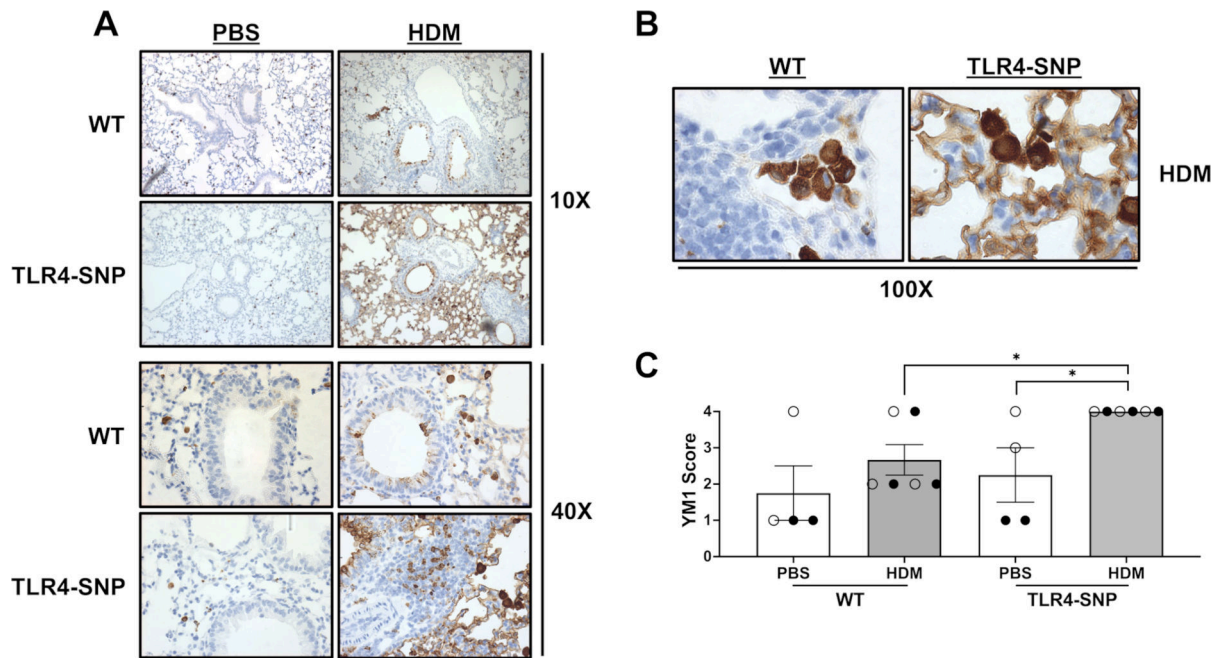 A
PBS HDM
WT
TLR4-SNP
10X
WT
TLR4-SNP
40X
B
WT TLR4-SNP
HDM
100X
C
* 
*
YM1 Score
4
3
2
1
0
PBS HDM PBS HDM
WT TLR4-SNP